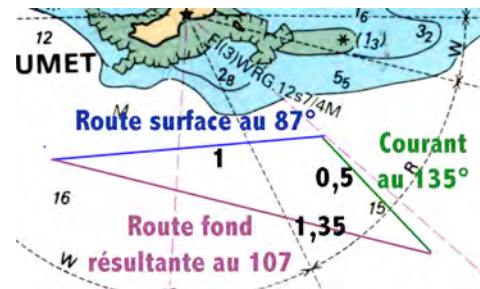 12
16
(1₃)
3₂
W
UMET
2₈
Fl(3)WRG.12s7/4M
5₅
M
Route surface au 87°
Courant
1
au 135°
0,5
R
16
15
Route fond
1,35
W
résultante au 107